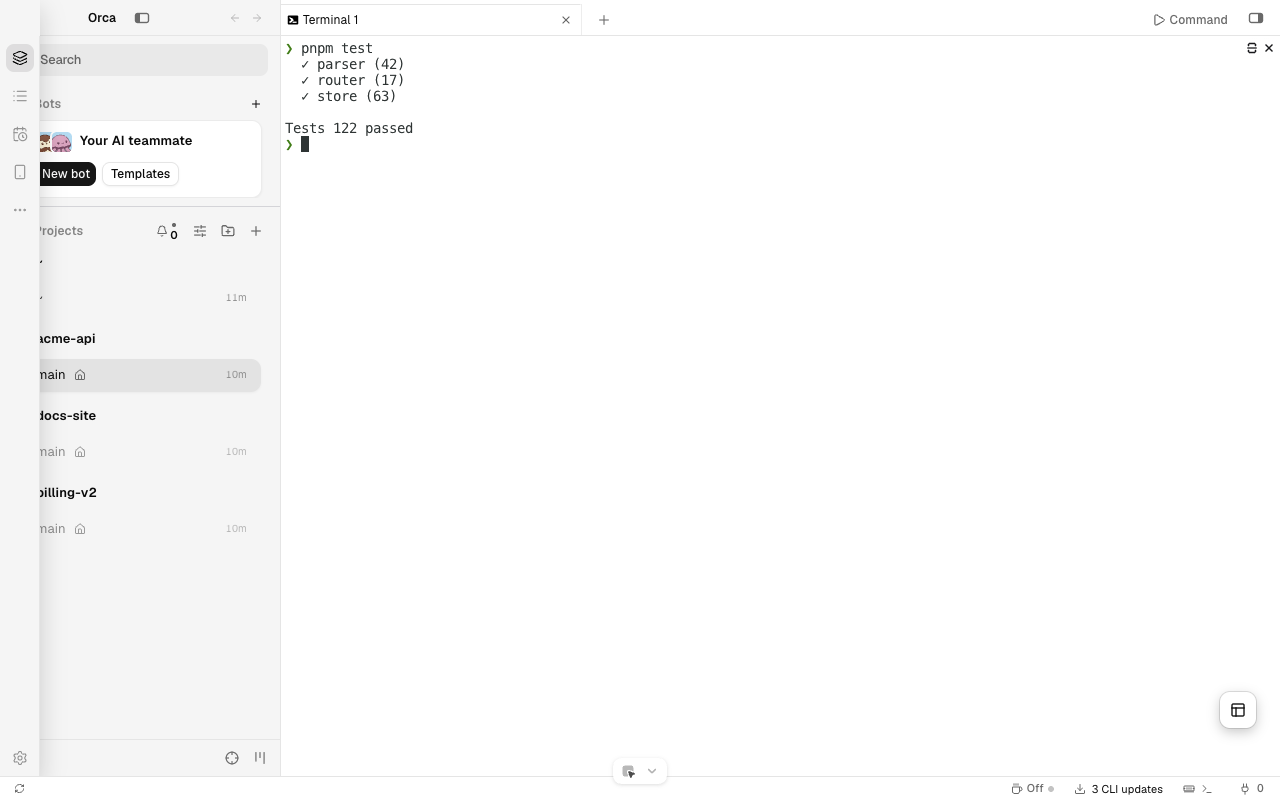 Orca
Terminal 1
Command
Search
Bots
Your AI teammate
New bot
Templates
Projects
0
11m
acme-api
main
10m
docs-site
main
10m
billing-v2
main
10m
❯ pnpm test
✓ parser (42)
✓ router (17)
✓ store (63)
Tests 122 passed
❯
Off
3 CLI updates
0